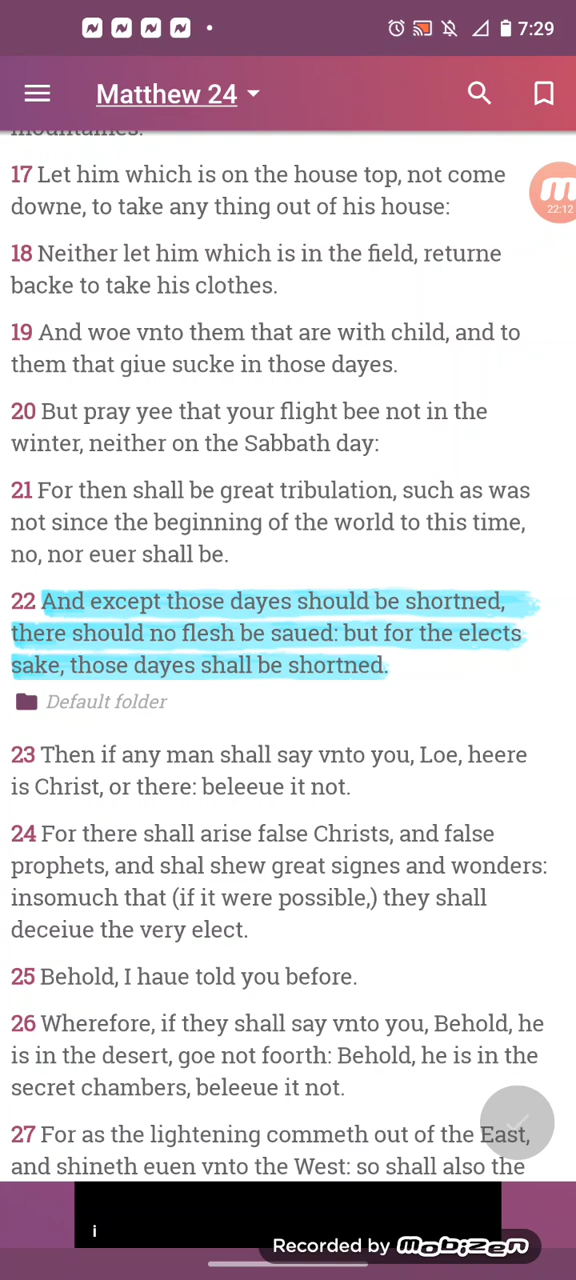 7:29
Matthew 24
mountaines.
17 Let him which is on the house top, not come
downe, to take any thing out of his house:
22:12
18 Neither let him which is in the field, returne
backe to take his clothes.
19 And woe vnto them that are with child, and to
them that giue sucke in those dayes.
20 But pray yee that your flight bee not in the
winter, neither on the Sabbath day:
21 For then shall be great tribulation, such as was
not since the beginning of the world to this time,
no, nor euer shall be.
22 And except those dayes should be shortned,
there should no flesh be saued: but for the elects
sake, those dayes shall be shortned.
Default folder
23 Then if any man shall say vnto you, Loe, heere
is Christ, or there: beleeue it not.
24 For there shall arise false Christs, and false
prophets, and shal shew great signes and wonders:
insomuch that (if it were possible,) they shall
deceiue the very elect.
25 Behold, I haue told you before.
26 Wherefore, if they shall say vnto you, Behold, he
is in the desert, goe not foorth: Behold, he is in the
secret chambers, beleeue it not.
27 For as the lightening commeth out of the East,
and shineth euen vnto the West: so shall also the
i
Recorded by mobizen